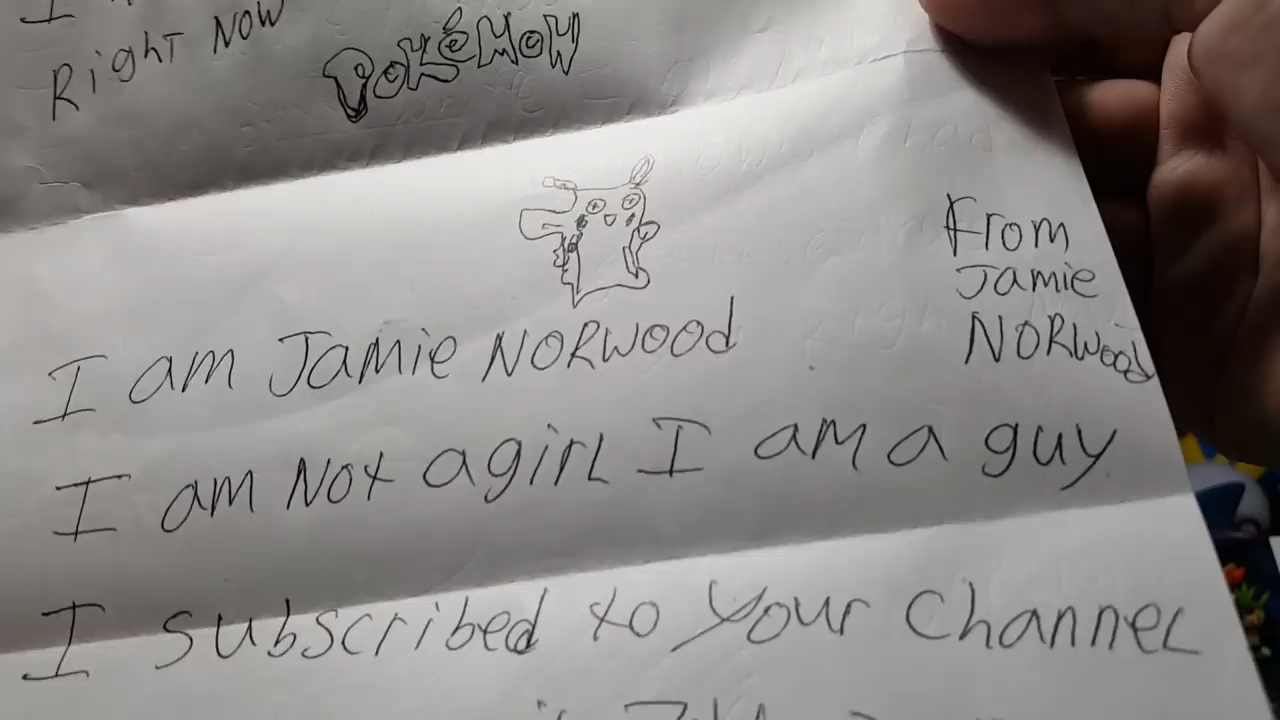 I
Right NOW
POKéMON
From
Jamie
NORWOOD
I am Jamie NORWOOD
I am Not a girL I am a guy
I subscribed to your channeL